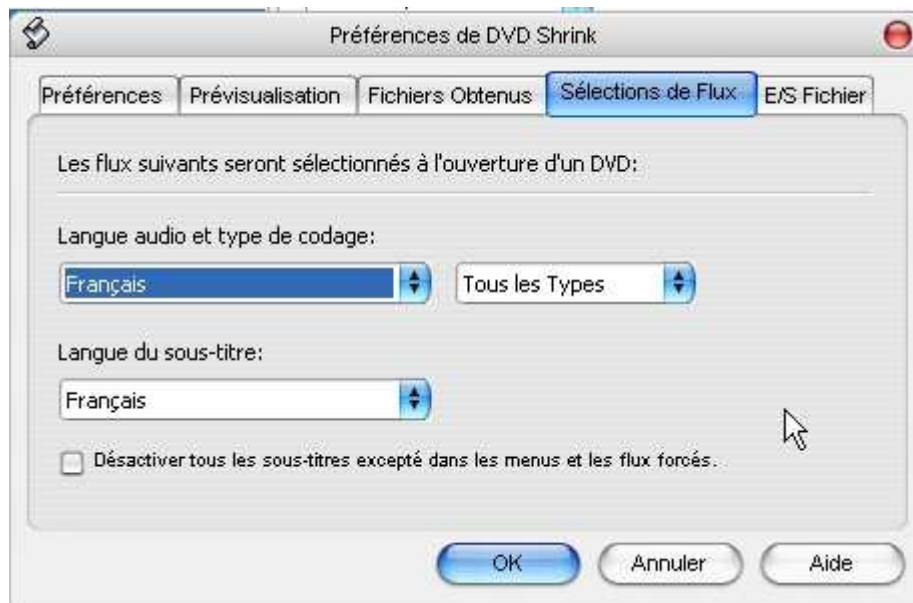 Préférences de DVD Shrink
Préférences Prévisualisation Fichiers Obtenus Sélections de Flux E/S Fichier
Les flux suivants seront sélectionnés à l'ouverture d'un DVD:
Langue audio et type de codage:
Français Tous les Types
Langue du sous-titre:
Français
Désactiver tous les sous-titres excepté dans les menus et les flux forcés.
OK Annuler Aide